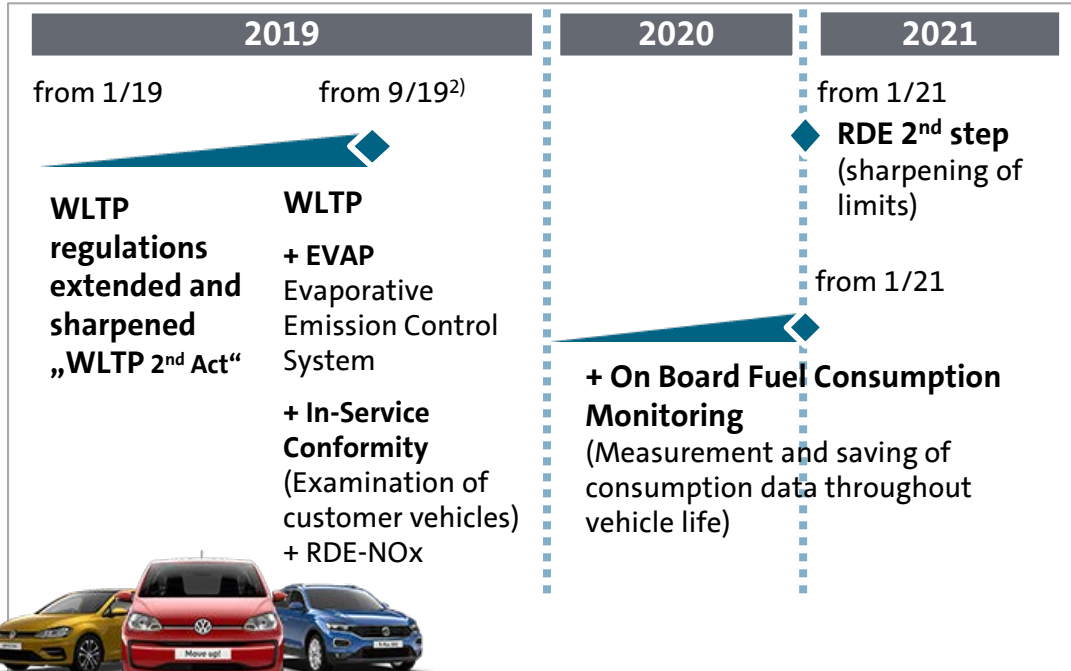 2019
2020
2021
from 1/19
from 9/19²⁾
from 1/21
RDE 2ⁿᵈ step
(sharpening of
limits)
WLTP
regulations
extended and
sharpened
„WLTP 2ⁿᵈ Act“
WLTP
+ EVAP
Evaporative
Emission Control
System
+ In-Service
Conformity
(Examination of
customer vehicles)
+ RDE-NOx
from 1/21
+ On Board Fuel Consumption
Monitoring
(Measurement and saving of
consumption data throughout
vehicle life)
Move up!